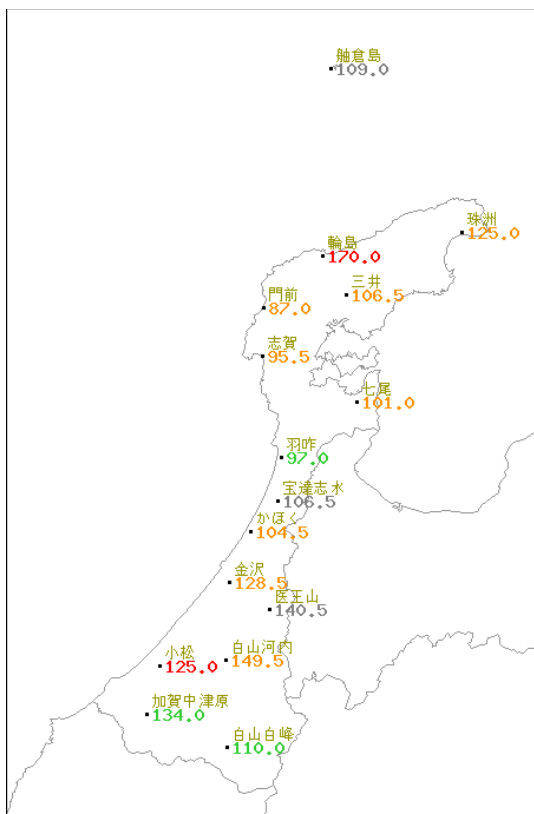 舳倉島
109.0
珠洲
125.0
輪島
170.0
三井
106.5
門前
87.0
志賀
95.5
七尾
101.0
羽咋
97.0
宝達志水
106.5
かほく
104.5
金沢
128.5
医王山
140.5
白山河内
149.5
小松
125.0
加賀中津原
134.0
白山白峰
110.0